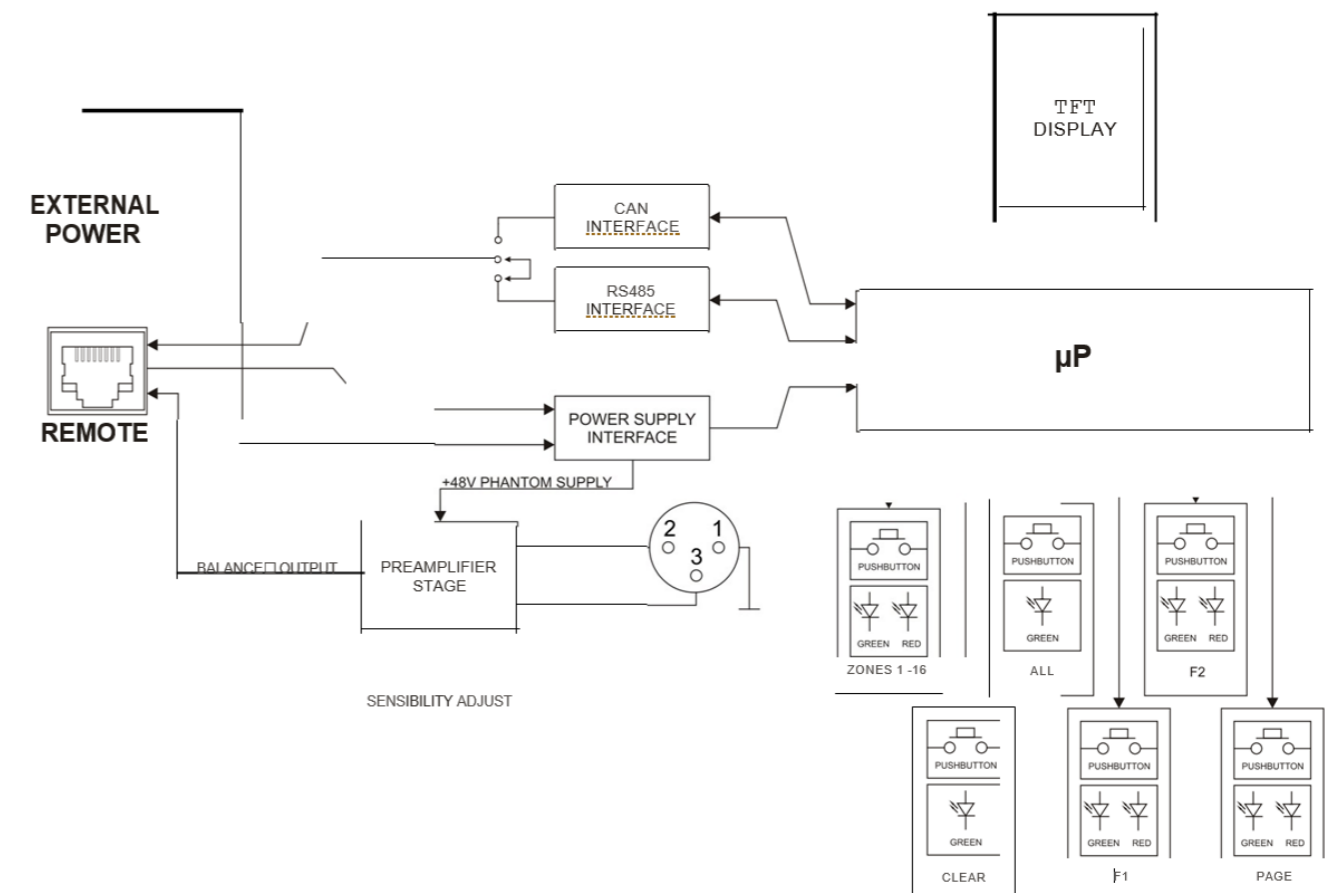 TFT
DISPLAY
EXTERNAL
POWER
CAN
INTERFACE
RS485
INTERFACE
µP
REMOTE
POWER SUPPLY
INTERFACE
+48V PHANTOM SUPPLY
2
1
3
BALANCE□OUTPUT
PREAMPLIFIER
STAGE
SENSIBILITY ADJUST
PUSHBUTTON
GREEN RED
ZONES 1 -16
PUSHBUTTON
GREEN
ALL
PUSHBUTTON
GREEN RED
F2
PUSHBUTTON
GREEN
CLEAR
PUSHBUTTON
GREEN RED
F1
PUSHBUTTON
GREEN RED
PAGE